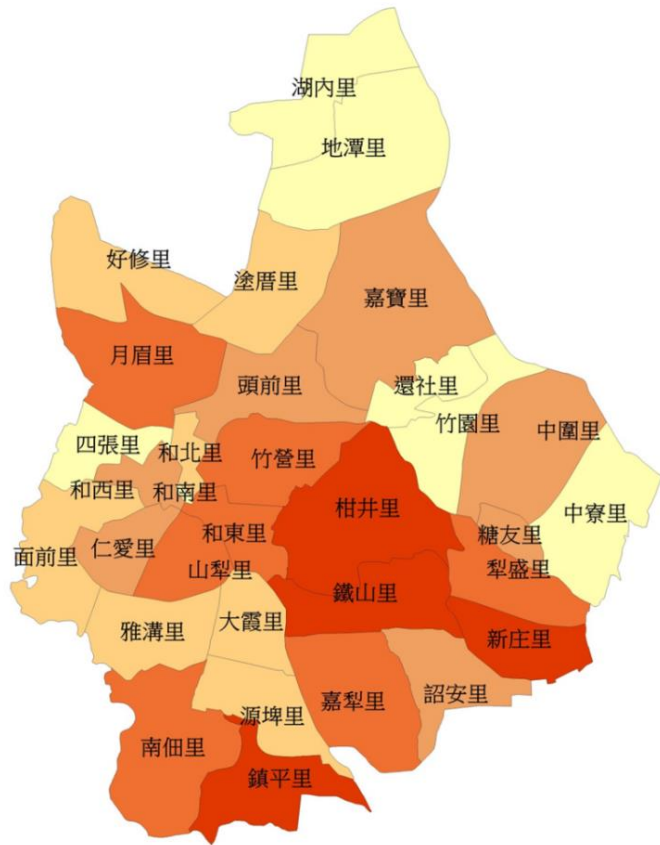 湖內里
地潭里
好修里
塗厝里
嘉寶里
月眉里
頭前里
還社里
竹園里
中圍里
四張里
和北里
竹營里
和西里
和南里
柑井里
中寮里
糖友里
面前里
仁愛里
和東里
山犁里
犁盛里
鐵山里
雅溝里
大霞里
新庄里
詔安里
源埤里
嘉犁里
南佃里
鎮平里